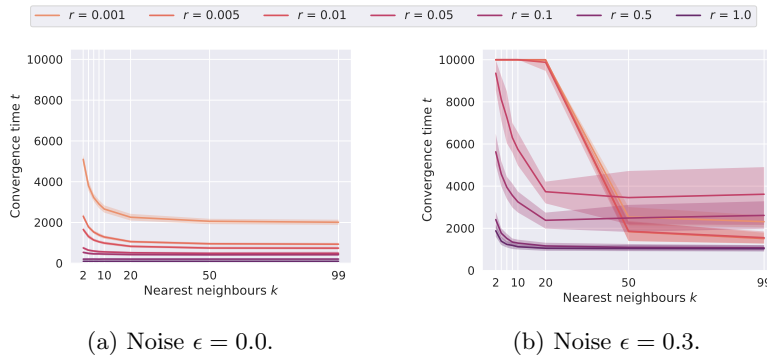 r = 0.001 r = 0.005 r = 0.01 r = 0.05 r = 0.1 r = 0.5 r = 1.0
Convergence time t
10000
8000
6000
4000
2000
0
2 10 20 50 99
Nearest neighbours k
(a) Noise ϵ = 0.0.
Convergence time t
10000
8000
6000
4000
2000
0
2 10 20 50 99
Nearest neighbours k
(b) Noise ϵ = 0.3.